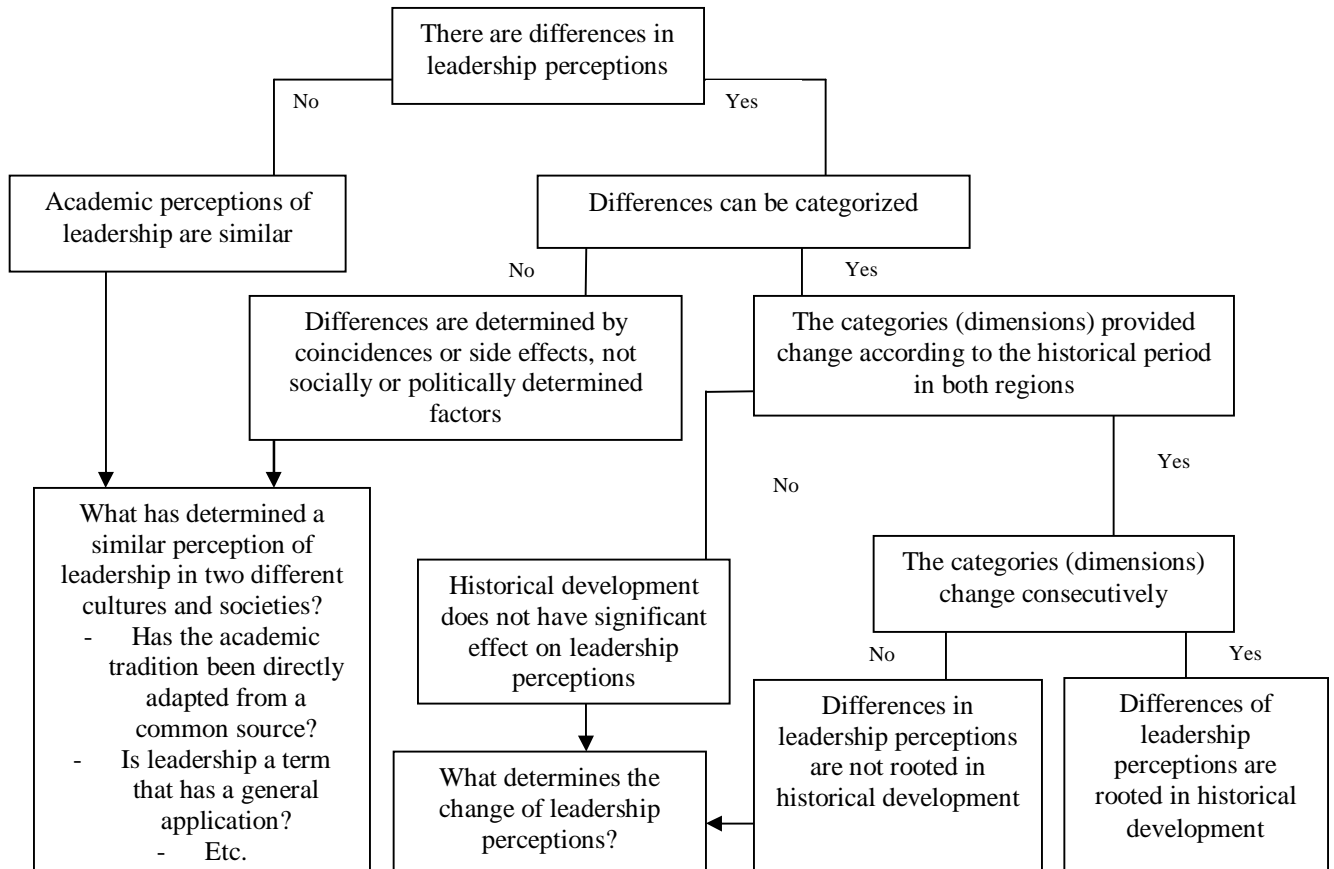 There are differences in
leadership perceptions
No
Yes
Academic perceptions of
leadership are similar
Differences can be categorized
No
Yes
Differences are determined by
coincidences or side effects, not
socially or politically determined
factors
The categories (dimensions) provided
change according to the historical period
in both regions
Yes
No
What has determined a
similar perception of
leadership in two different
cultures and societies?
- Has the academic
tradition been directly
adapted from a
common source?
- Is leadership a term
that has a general
application?
- Etc.
Historical development
does not have significant
effect on leadership
perceptions
The categories (dimensions)
change consecutively
No
Yes
What determines the
change of leadership
perceptions?
Differences in
leadership perceptions
are not rooted in
historical development
Differences of
leadership
perceptions are
rooted in historical
development